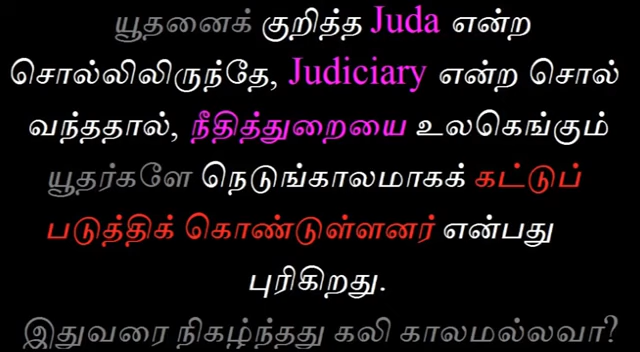 யூதனைக் குறித்த Juda என்ற
சொல்லிலிருந்தே, Judiciary என்ற சொல்
வந்ததால், நீதித்துறையை உலகெங்கும்
யூதர்களே நெடுங்காலமாகக் கட்டுப்
படுத்திக் கொண்டுள்ளனர் என்பது
புரிகிறது.
இதுவரை நிகழ்ந்தது கலி காலமல்லவா?